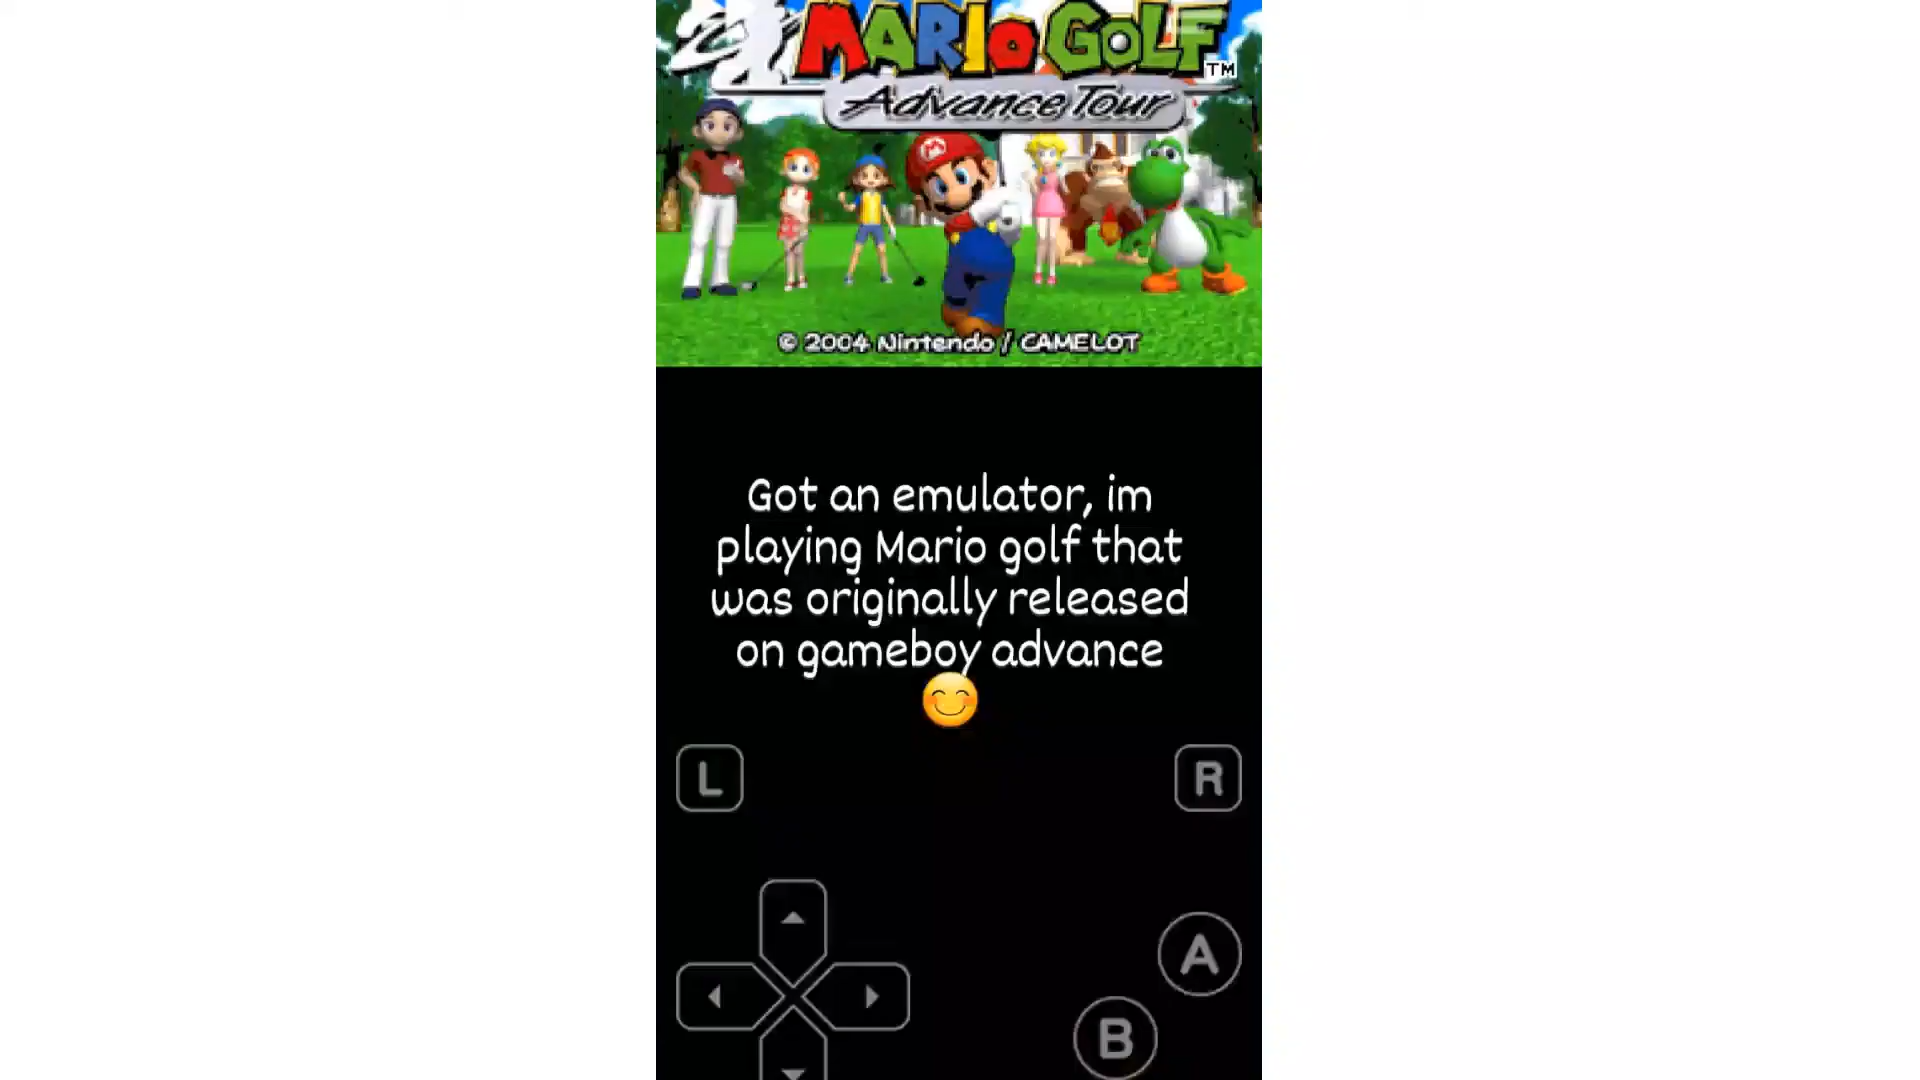 MARIO GOLF™
Advance Tour
© 2004 Nintendo / CAMELOT
Got an emulator, im
playing Mario golf that
was originally released
on gameboy advance
😊
L R
A
B